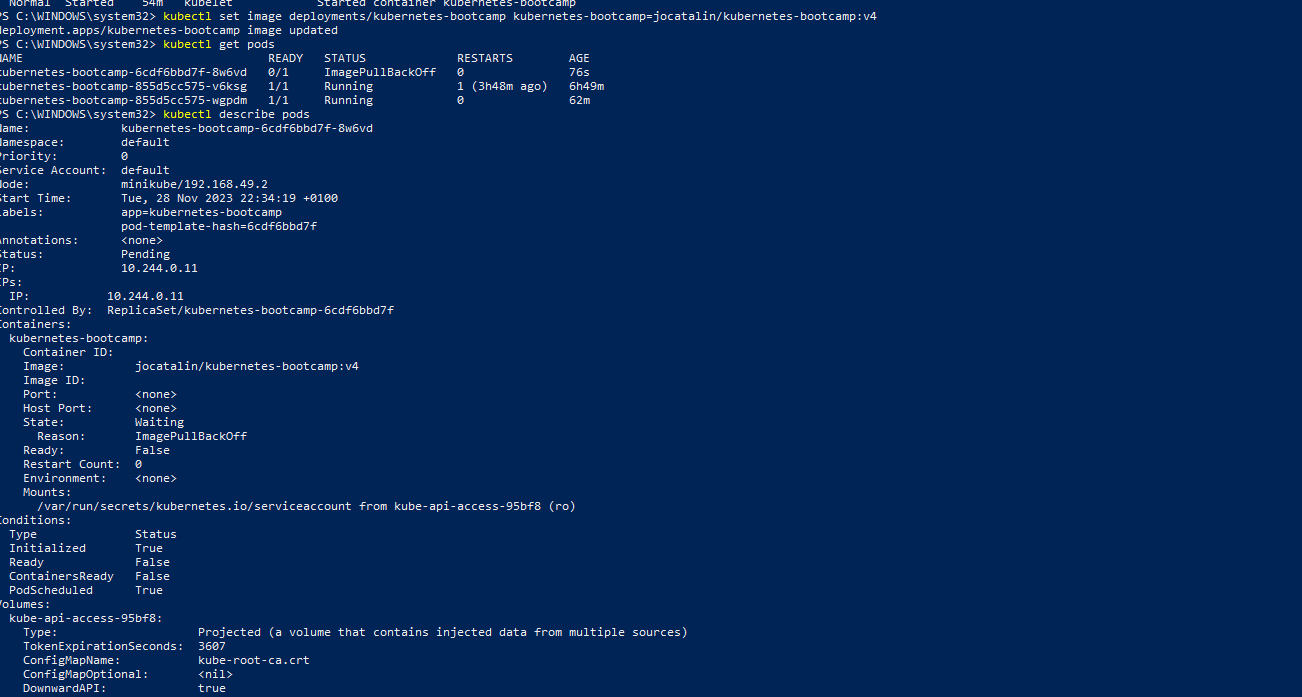 Normal  Started    54m   kubelet            Started container kubernetes-bootcamp
PS C:\WINDOWS\system32> kubectl set image deployments/kubernetes-bootcamp kubernetes-bootcamp=jocatalin/kubernetes-bootcamp:v4
deployment.apps/kubernetes-bootcamp image updated
PS C:\WINDOWS\system32> kubectl get pods
NAME                                   READY   STATUS             RESTARTS        AGE
kubernetes-bootcamp-6cdf6bbd7f-8w6vd   0/1     ImagePullBackOff   0               76s
kubernetes-bootcamp-855d5cc575-v6ksg   1/1     Running            1 (3h48m ago)   6h49m
kubernetes-bootcamp-855d5cc575-wgpdm   1/1     Running            0               62m
PS C:\WINDOWS\system32> kubectl describe pods
Name:             kubernetes-bootcamp-6cdf6bbd7f-8w6vd
Namespace:        default
Priority:         0
Service Account:  default
Node:             minikube/192.168.49.2
Start Time:       Tue, 28 Nov 2023 22:34:19 +0100
Labels:           app=kubernetes-bootcamp
                  pod-template-hash=6cdf6bbd7f
Annotations:      <none>
Status:           Pending
IP:               10.244.0.11
IPs:
  IP:           10.244.0.11
Controlled By:  ReplicaSet/kubernetes-bootcamp-6cdf6bbd7f
Containers:
  kubernetes-bootcamp:
    Container ID:
    Image:          jocatalin/kubernetes-bootcamp:v4
    Image ID:
    Port:           <none>
    Host Port:      <none>
    State:          Waiting
      Reason:       ImagePullBackOff
    Ready:          False
    Restart Count:  0
    Environment:    <none>
    Mounts:
      /var/run/secrets/kubernetes.io/serviceaccount from kube-api-access-95bf8 (ro)
Conditions:
  Type              Status
  Initialized       True
  Ready             False
  ContainersReady   False
  PodScheduled      True
Volumes:
  kube-api-access-95bf8:
    Type:                    Projected (a volume that contains injected data from multiple sources)
    TokenExpirationSeconds:  3607
    ConfigMapName:           kube-root-ca.crt
    ConfigMapOptional:       <nil>
    DownwardAPI:             true